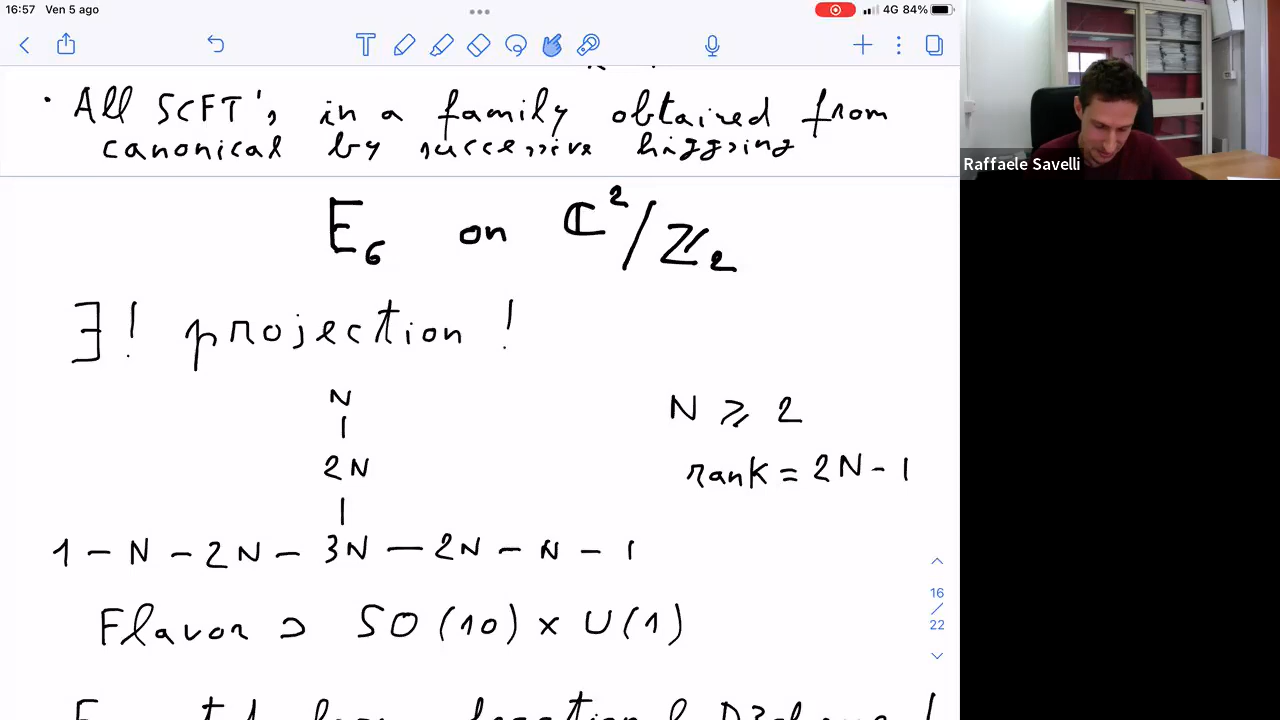 16:57 Ven 5 ago
4G 84%
• All SCFT's in a family obtained from
canonical by successive higgsing
E₆ on ℂ²/ℤ₂
∃! projection!
N
|
2N
|
1 – N – 2N – 3N – 2N – N – 1
N ⩾ 2
rank = 2N - 1
Flavor ⊃ SO(10) × U(1)
16
/
22
Raffaele Savelli